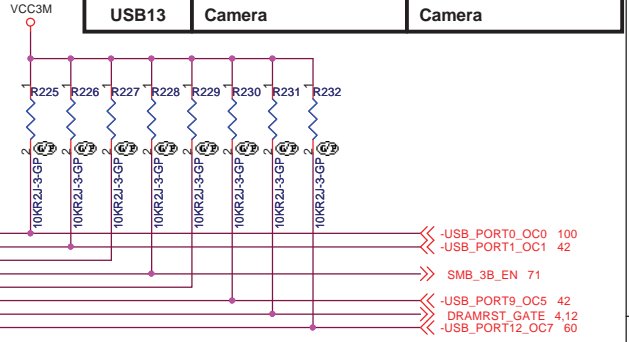 VCC3M
USB13 Camera Camera
1 1 1 1 1 1 1 1
R225 R226 R227 R228 R229 R230 R231 R232
2 2 2 2 2 2 2 2
G/P G/P G/P G/P G/P G/P G/P G/P
10KR2J-3-GP 10KR2J-3-GP 10KR2J-3-GP 10KR2J-3-GP 10KR2J-3-GP 10KR2J-3-GP 10KR2J-3-GP 10KR2J-3-GP
-USB_PORT0_OC0 100
-USB_PORT1_OC1 42
SMB_3B_EN 71
-USB_PORT9_OC5 42
DRAMRST_GATE 4,12
-USB_PORT12_OC7 60